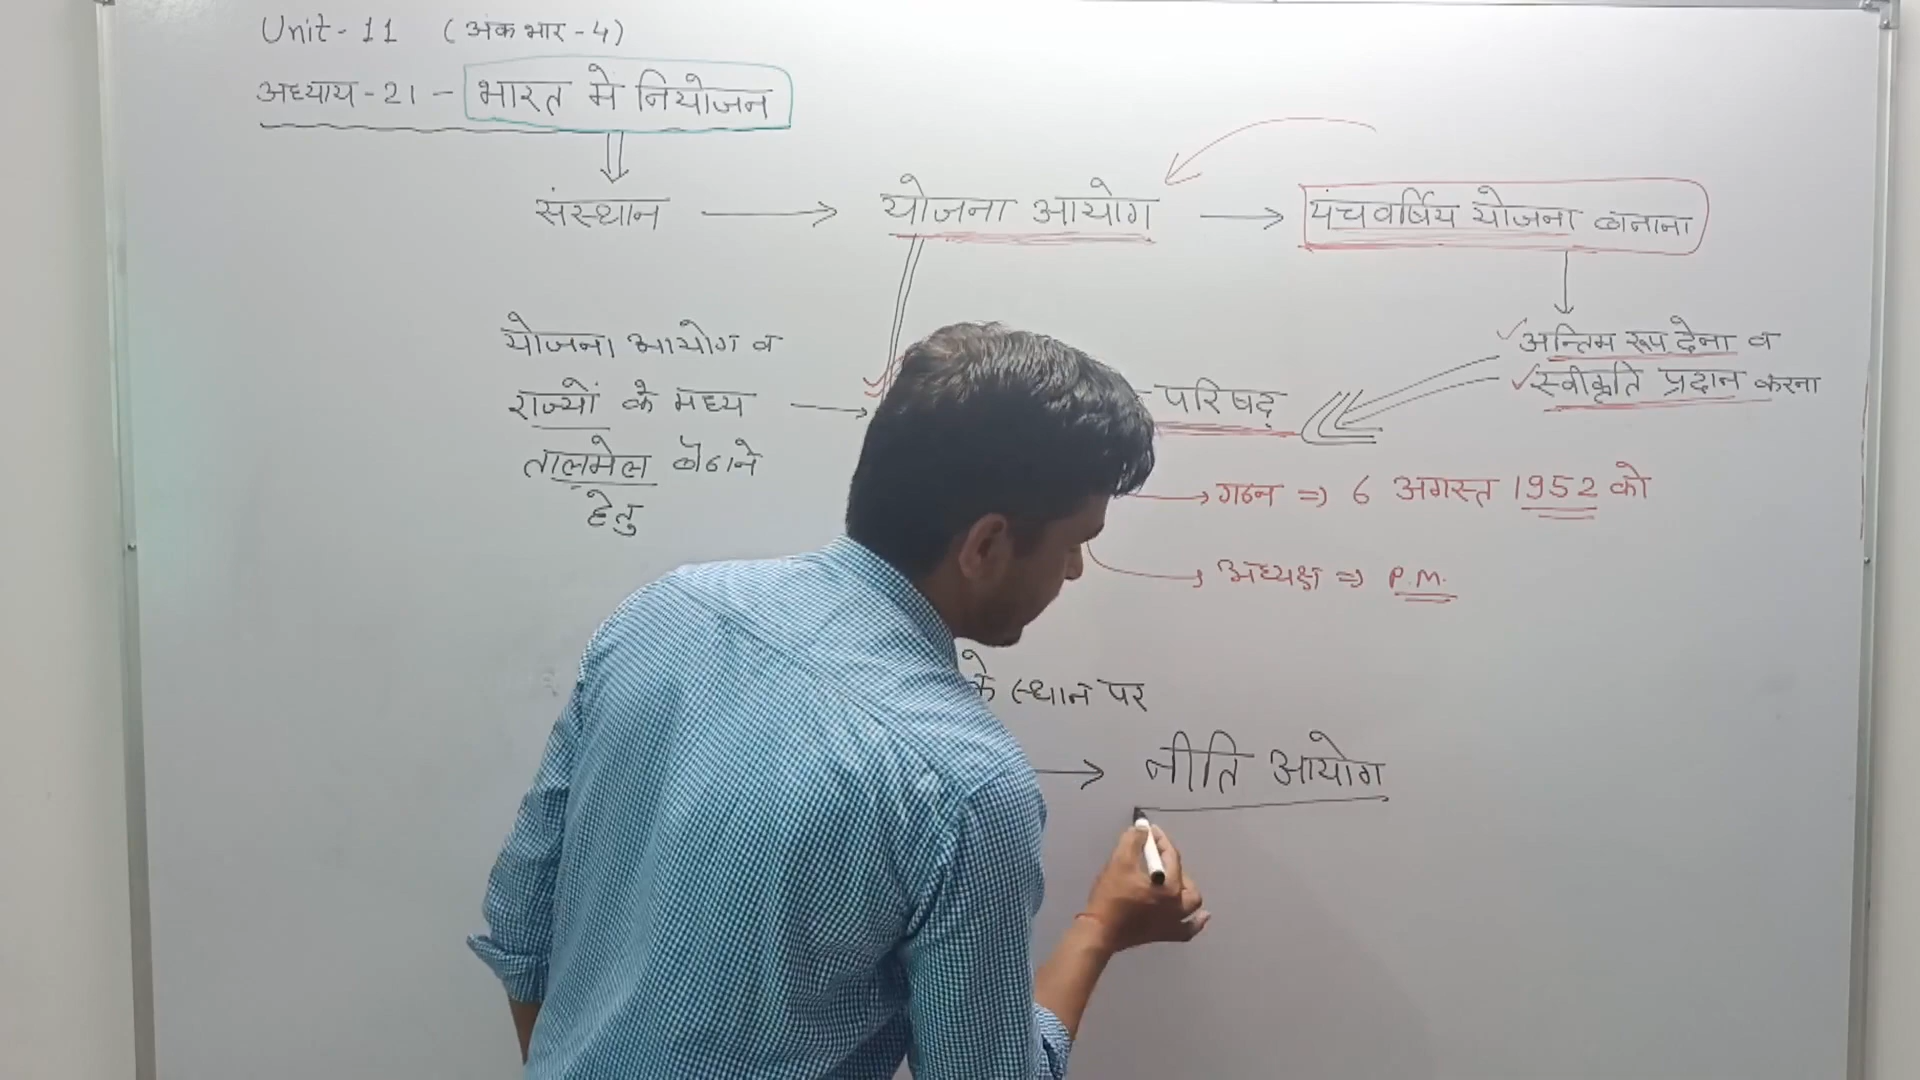 Unit - 11 (अंक भार - 4)
अध्याय - 21 - भारत मे नियोजन
संस्थान → योजना आयोग → पंचवर्षिय योजना बनाना
योजना आयोग व
राज्यों के मध्य →
तालमेल बैठाने
हेतु
अन्तिम रूप देना व
स्वीकृति प्रदान करना
परिषद्
→ गठन ⇒ 6 अगस्त 1952 को
→ अध्यक्ष ⇒ P.M.
के स्थान पर
→ नीति आयोग